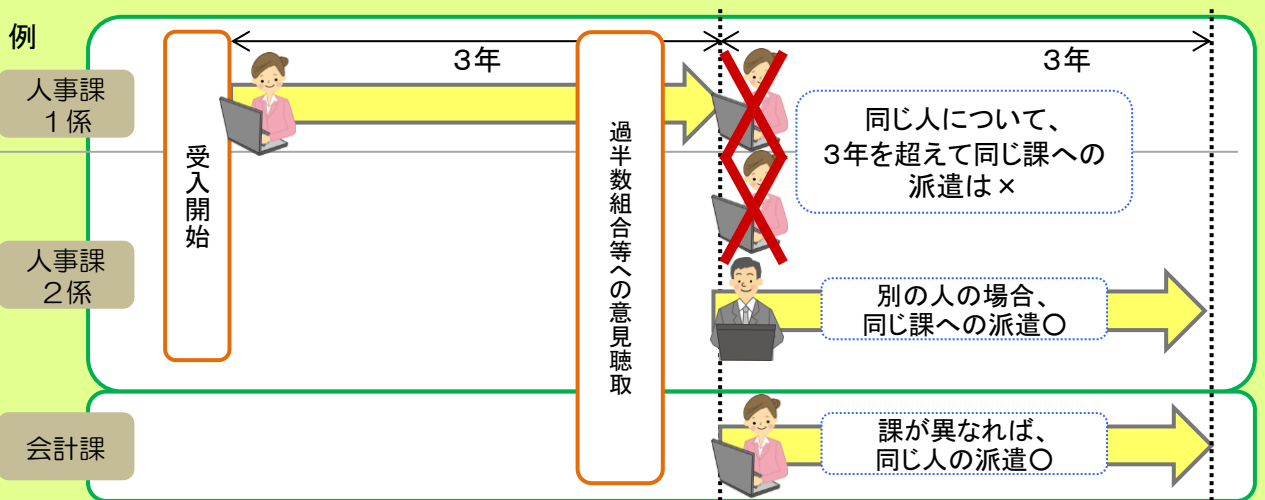 例
3年
3年
人事課
1係
受入開始
過半数組合等への意見聴取
同じ人について、
3年を超えて同じ課への
派遣は×
人事課
2係
別の人の場合、
同じ課への派遣〇
会計課
課が異なれば、
同じ人の派遣〇